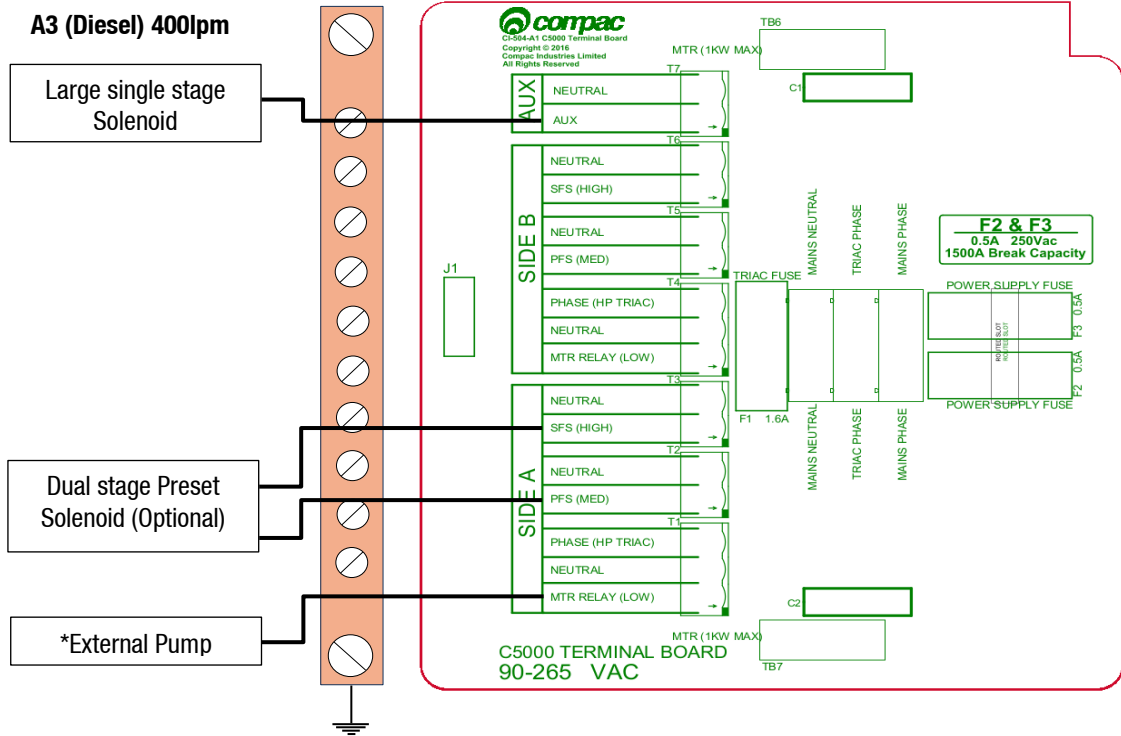 A3 (Diesel) 400lpm
Large single stage
Solenoid
Dual stage Preset
Solenoid (Optional)
*External Pump
compac
CI-504-A1 C5000 Terminal Board
Copyright © 2016
Compac Industries Limited
All Rights Reserved
TB6
MTR (1KW MAX)
C1
T7
AUX
NEUTRAL
AUX
T6
SIDE B
NEUTRAL
SFS (HIGH)
T5
NEUTRAL
PFS (MED)
T4
PHASE (HP TRIAC)
NEUTRAL
MTR RELAY (LOW)
J1
T3
SIDE A
NEUTRAL
SFS (HIGH)
T2
NEUTRAL
PFS (MED)
T1
PHASE (HP TRIAC)
NEUTRAL
MTR RELAY (LOW)
MAINS NEUTRAL
TRIAC PHASE
MAINS PHASE
F2 & F3
0.5A 250Vac
1500A Break Capacity
TRIAC FUSE
F1 1.6A
POWER SUPPLY FUSE
F3 0.5A
ROUTED SLOT
ROUTED SLOT
F2 0.5A
POWER SUPPLY FUSE
MAINS NEUTRAL
TRIAC PHASE
MAINS PHASE
C2
MTR (1KW MAX)
TB7
C5000 TERMINAL BOARD
90-265 VAC